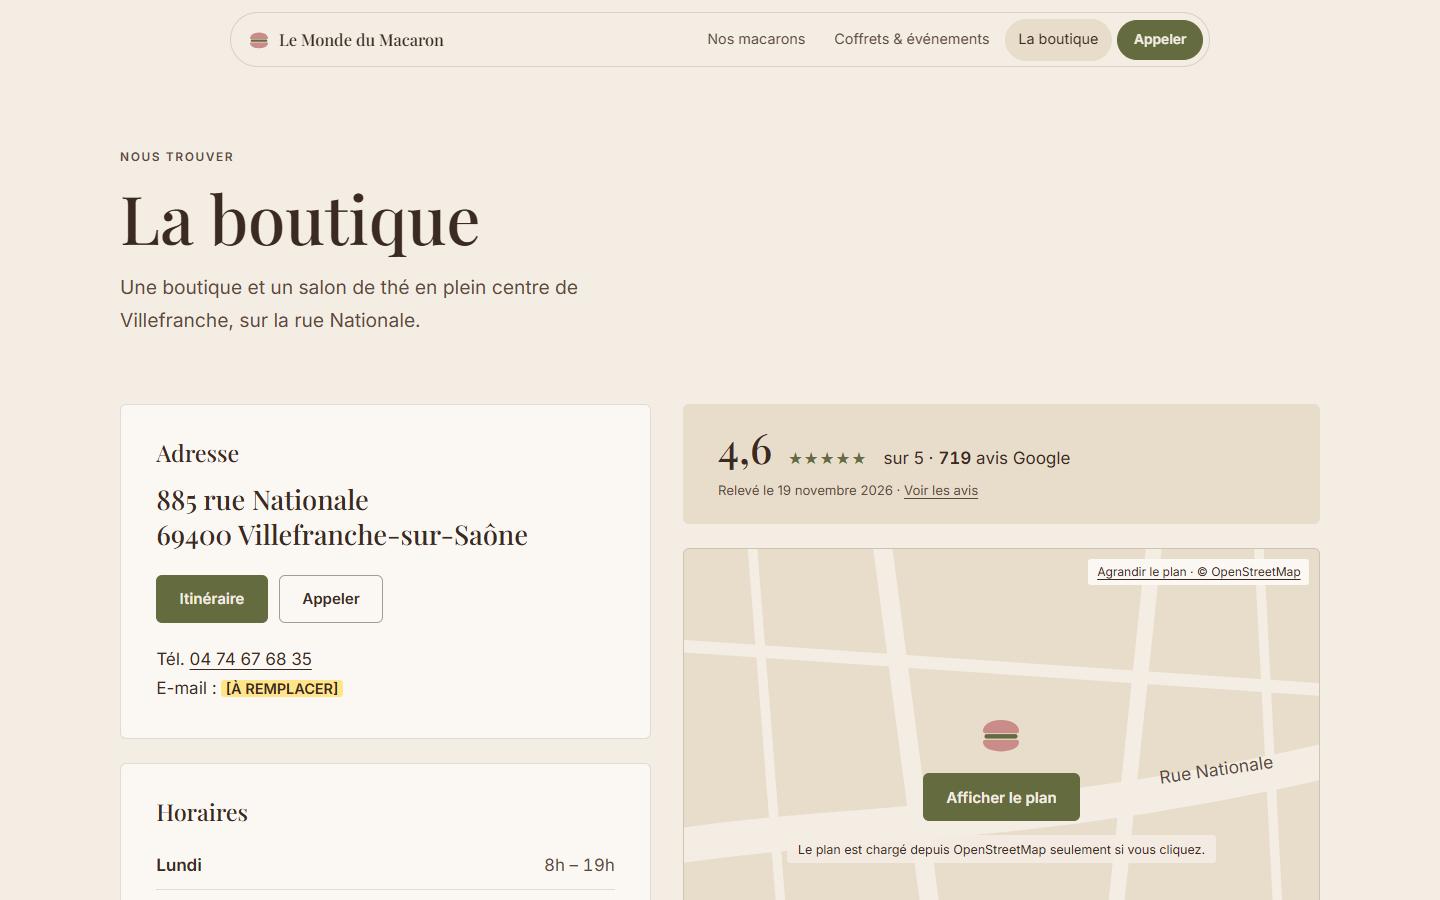 Le Monde du Macaron
Nos macarons
Coffrets & événements
La boutique
Appeler
NOUS TROUVER
La boutique
Une boutique et un salon de thé en plein centre de
Villefranche, sur la rue Nationale.
Adresse
885 rue Nationale
69400 Villefranche-sur-Saône
Itinéraire
Appeler
Tél. 04 74 67 68 35
E-mail : [À REMPLACER]
Horaires
Lundi
8h – 19h
4,6 ★★★★★ sur 5 · 719 avis Google
Relevé le 19 novembre 2026 · Voir les avis
Agrandir le plan · © OpenStreetMap
Rue Nationale
Afficher le plan
Le plan est chargé depuis OpenStreetMap seulement si vous cliquez.